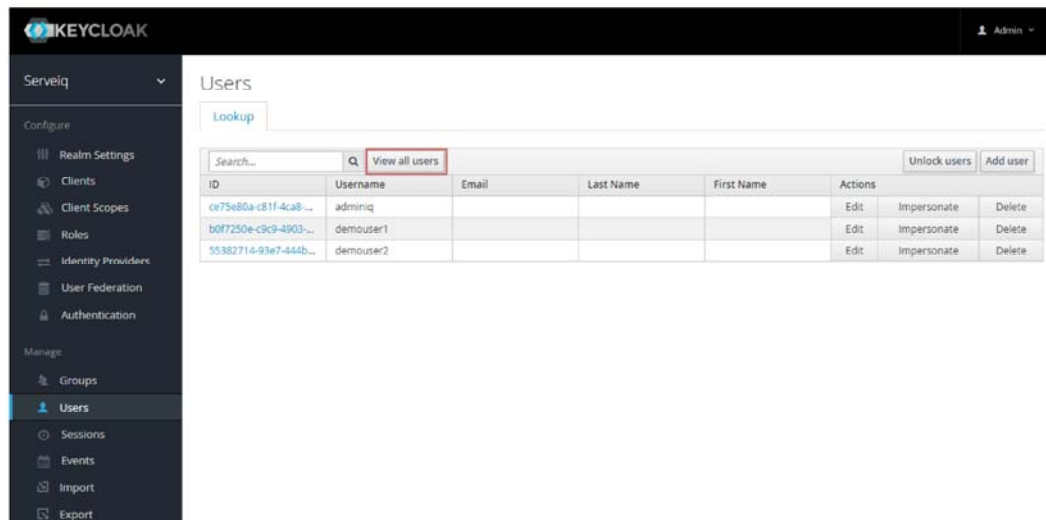 KEYCLOAK
Admin
Serveiq
Users
Lookup
Configure
Realm Settings
Clients
Client Scopes
Roles
Identity Providers
User Federation
Authentication
Manage
Groups
Users
Sessions
Events
Import
Export
Search... View all users Unlock users Add user
ID Username Email Last Name First Name Actions
ce75e80a-c81f-4ca8-... adminiq Edit Impersonate Delete
b0f7250e-c9c9-4903-... demouser1 Edit Impersonate Delete
55382714-93e7-444b... demouser2 Edit Impersonate Delete